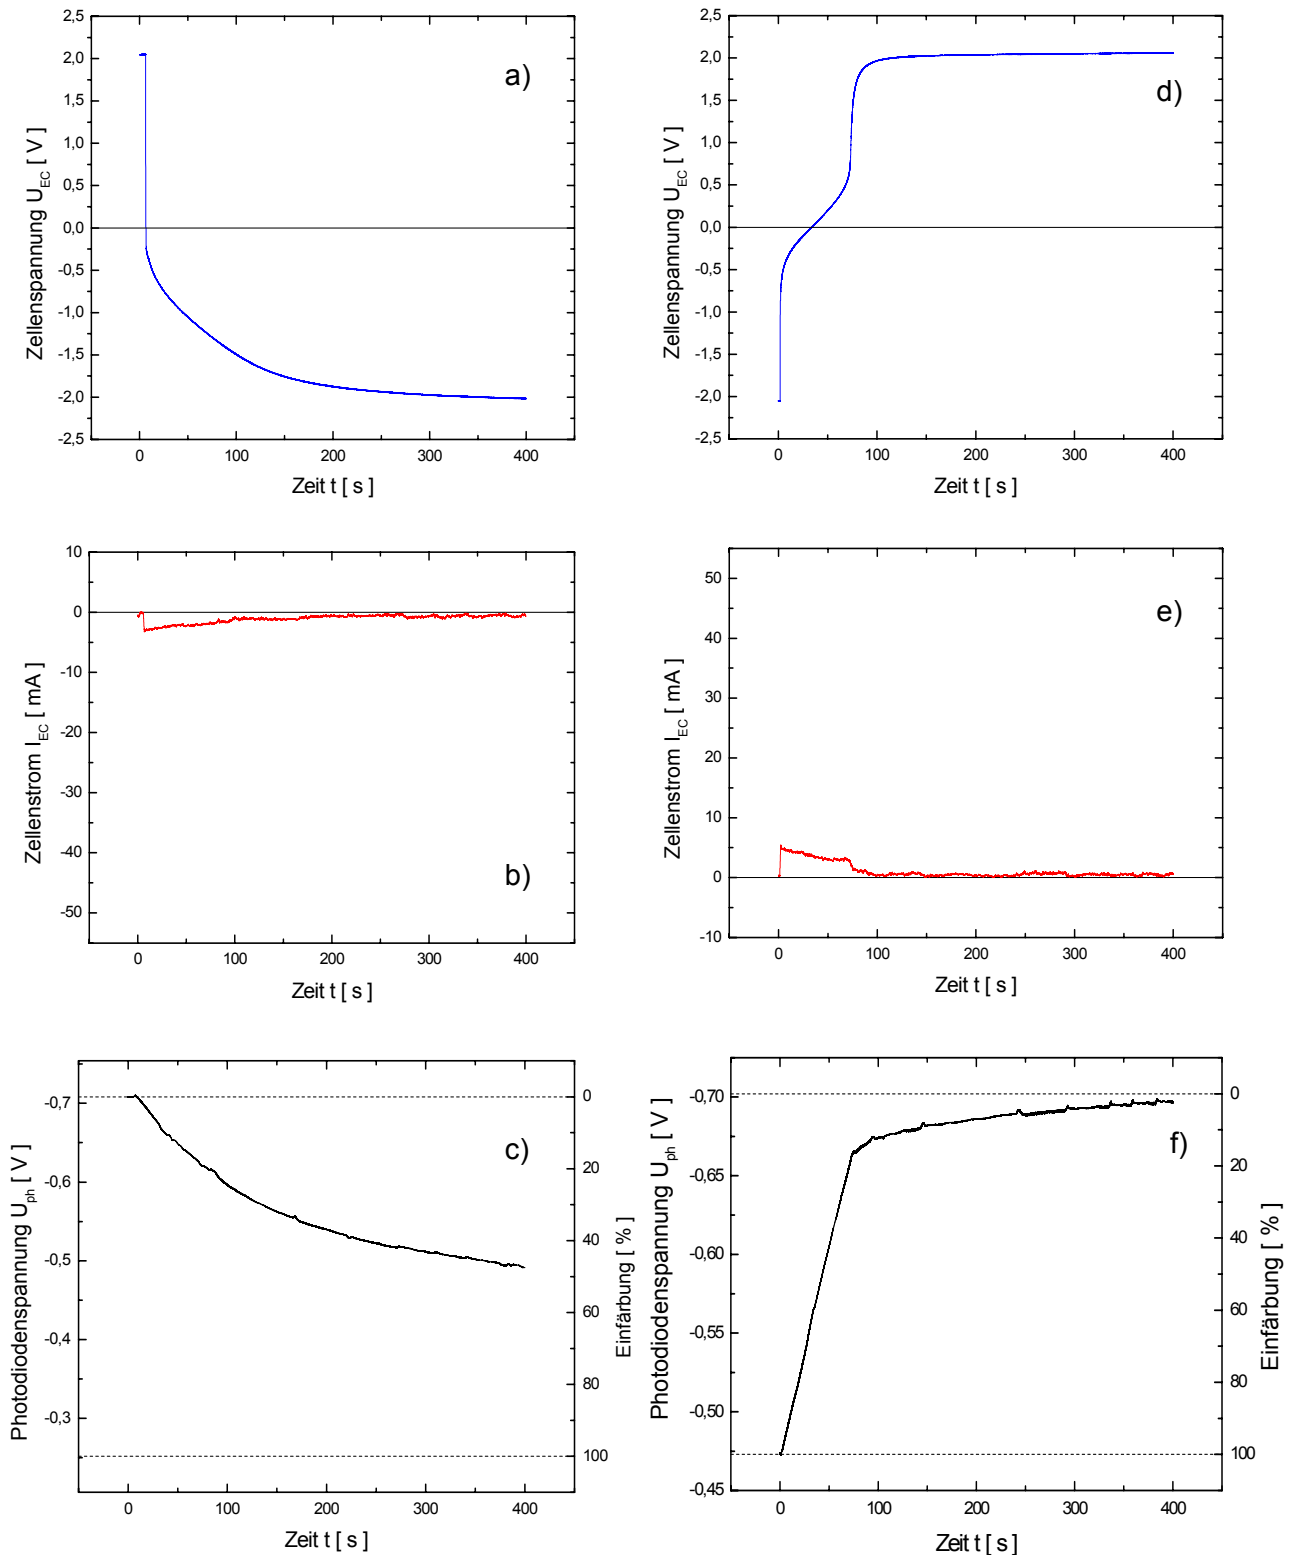 a)
Zellenspannung U_EC [ V ]
2,5
2,0
1,5
1,0
0,5
0,0
-0,5
-1,0
-1,5
-2,0
-2,5
0 100 200 300 400
Zeit t [ s ]
d)
Zellenspannung U_EC [ V ]
2,5
2,0
1,5
1,0
0,5
0,0
-0,5
-1,0
-1,5
-2,0
-2,5
0 100 200 300 400
Zeit t [ s ]
b)
Zellenstrom I_EC [ mA ]
10
0
-10
-20
-30
-40
-50
0 100 200 300 400
Zeit t [ s ]
e)
Zellenstrom I_EC [ mA ]
50
40
30
20
10
0
-10
0 100 200 300 400
Zeit t [ s ]
c)
Photodiodenspannung U_ph [ V ]
-0,7
-0,6
-0,5
-0,4
-0,3
0
20
40
60
80
100
Einfärbung [ % ]
0 100 200 300 400
Zeit t [ s ]
f)
Photodiodenspannung U_ph [ V ]
-0,70
-0,65
-0,60
-0,55
-0,50
-0,45
0
20
40
60
80
100
Einfärbung [ % ]
0 100 200 300 400
Zeit t [ s ]